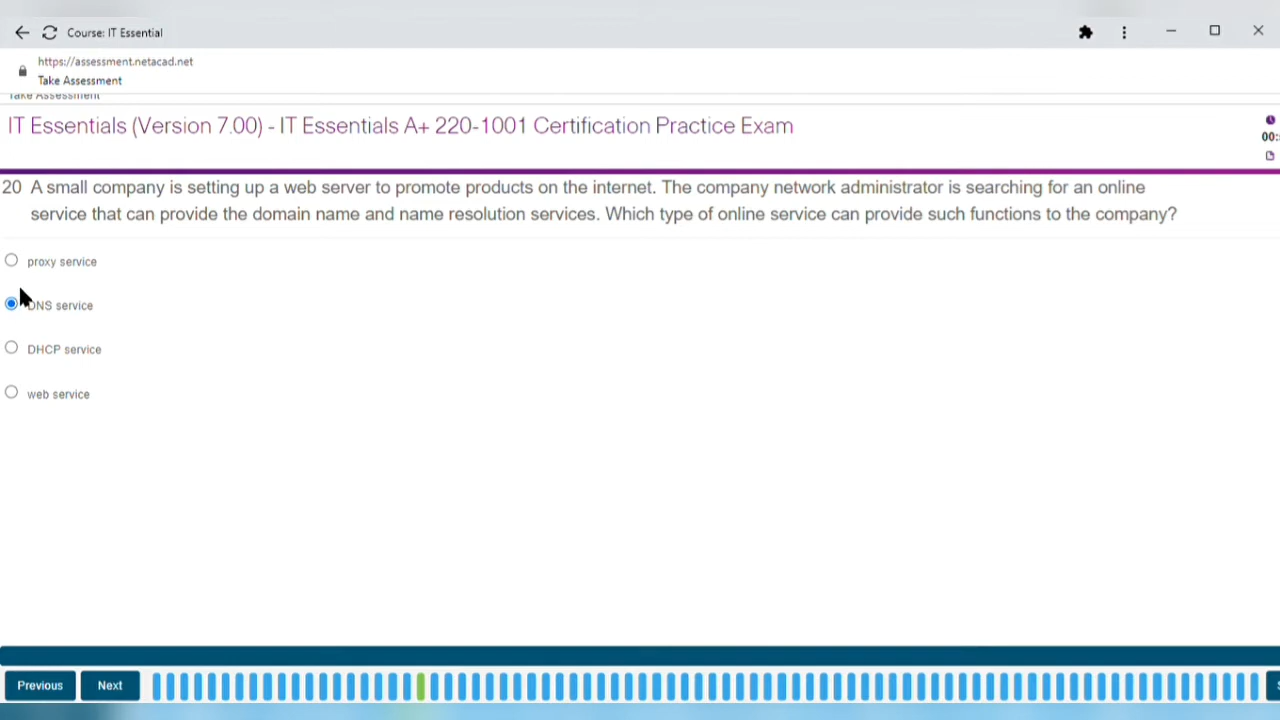 Course: IT Essential
https://assessment.netacad.net
Take Assessment
Take Assessment
IT Essentials (Version 7.00) - IT Essentials A+ 220-1001 Certification Practice Exam
00:
20 A small company is setting up a web server to promote products on the internet. The company network administrator is searching for an online
service that can provide the domain name and name resolution services. Which type of online service can provide such functions to the company?
proxy service
DNS service
DHCP service
web service
Previous
Next